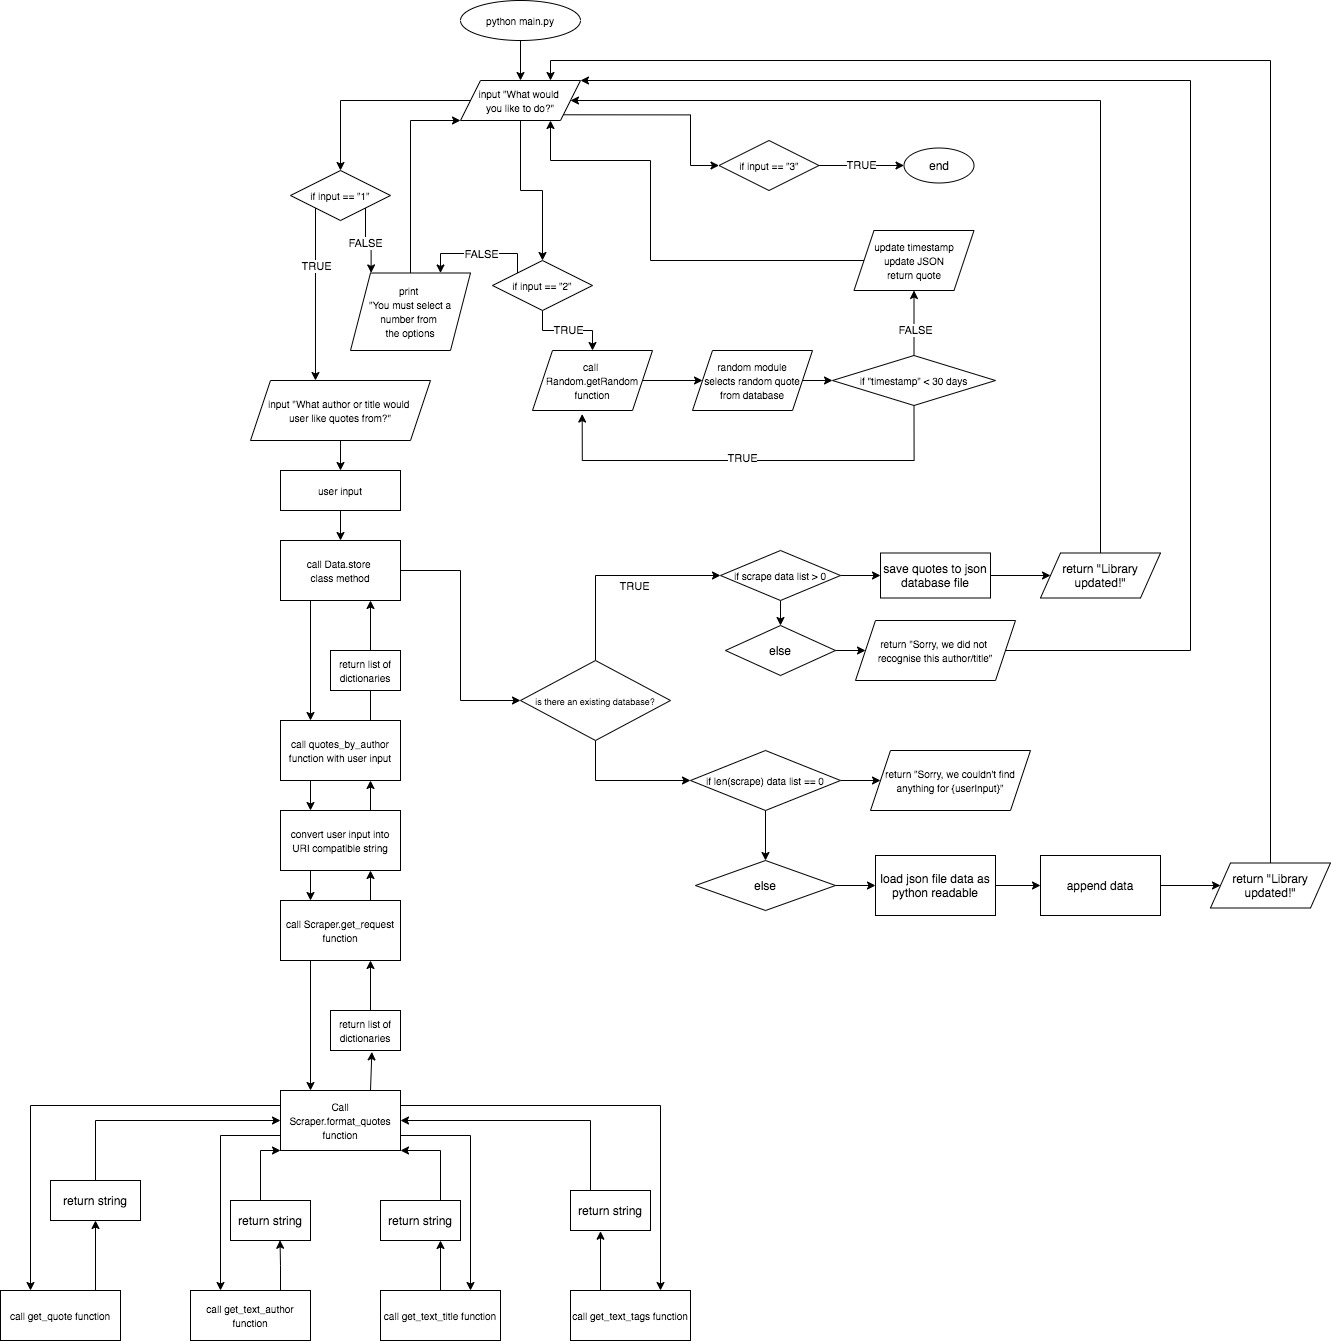 python main.py
input "What would
you like to do?"
if input == "1"
if input == "3"
TRUE
end
FALSE
TRUE
print
"You must select a
number from
the options
FALSE
if input == "2"
TRUE
update timestamp
update JSON
return quote
FALSE
call
Random.getRandom
function
random module
selects random quote
from database
if "timestamp" < 30 days
TRUE
input "What author or title would
user like quotes from?"
user input
call Data.store
class method
return list of
dictionaries
call quotes_by_author
function with user input
convert user input into
URI compatible string
call Scraper.get_request
function
return list of
dictionaries
Call
Scraper.format_quotes
function
is there an existing database?
TRUE
if scrape data list > 0
save quotes to json
database file
return "Library
updated!"
else
return "Sorry, we did not
recognise this author/title"
if len(scrape) data list == 0
return "Sorry, we couldn't find
anything for {userInput}"
else
load json file data as
python readable
append data
return "Library
updated!"
return string
return string
return string
return string
call get_quote function
call get_text_author
function
call get_text_title function
call get_text_tags function